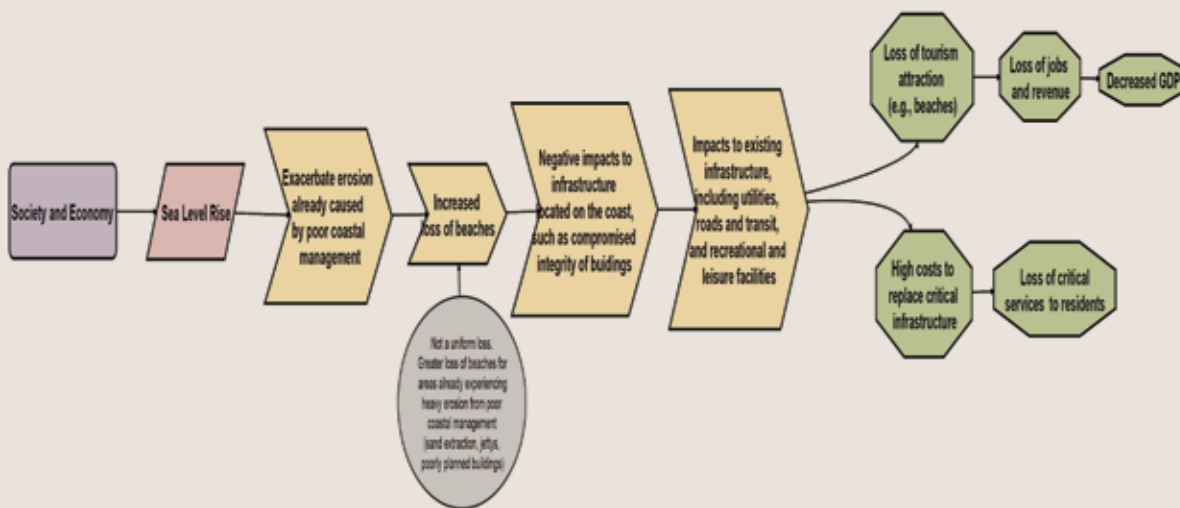 Society and Economy
Sea Level Rise
Exacerbate erosion
already caused
by poor coastal
management
Increased
loss of beaches
Not a uniform loss.
Greater loss of beaches for
areas already experiencing
heavy erosion from poor
coastal management
(sand extraction, jettys,
poorly planned buildings)
Negative impacts to
infrastructure
located on the coast,
such as compromised
integrity of buidings
Impacts to existing
infrastructure,
including utilities,
roads and transit,
and recreational and
leisure facilities
Loss of tourism
attraction
(e.g., beaches)
Loss of jobs
and revenue
Decreased GDP
High costs to
replace critical
infrastructure
Loss of critical
services to residents